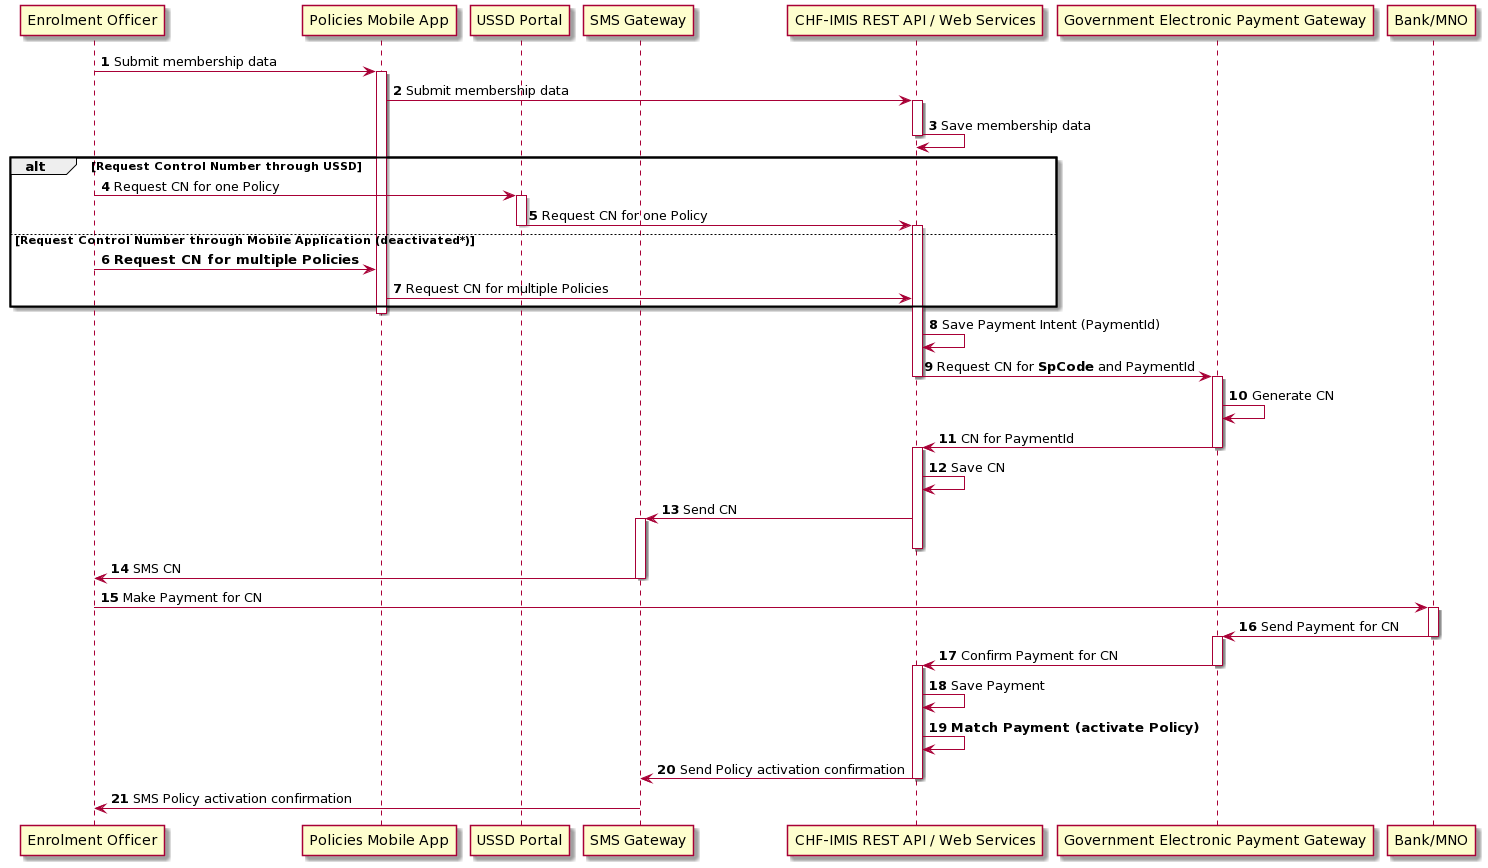 Enrolment Officer
Policies Mobile App
USSD Portal
SMS Gateway
CHF-IMIS REST API / Web Services
Government Electronic Payment Gateway
Bank/MNO
1 Submit membership data
2 Submit membership data
3 Save membership data
alt [Request Control Number through USSD]
4 Request CN for one Policy
5 Request CN for one Policy
[Request Control Number through Mobile Application (deactivated*)]
6 Request CN for multiple Policies
7 Request CN for multiple Policies
8 Save Payment Intent (PaymentId)
9 Request CN for SpCode and PaymentId
10 Generate CN
11 CN for PaymentId
12 Save CN
13 Send CN
14 SMS CN
15 Make Payment for CN
16 Send Payment for CN
17 Confirm Payment for CN
18 Save Payment
19 Match Payment (activate Policy)
20 Send Policy activation confirmation
21 SMS Policy activation confirmation
Enrolment Officer
Policies Mobile App
USSD Portal
SMS Gateway
CHF-IMIS REST API / Web Services
Government Electronic Payment Gateway
Bank/MNO